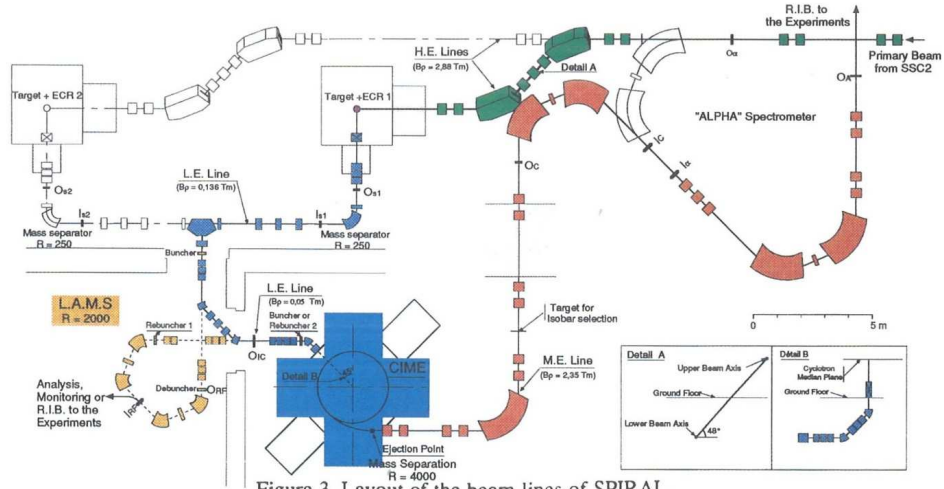 R.I.B. to
the Experiments
H.E. Lines
(Bρ = 2,88 Tm)
Detail A
Oα
Primary Beam
from SSC2
OA
Target + ECR 2
Target + ECR 1
"ALPHA" Spectrometer
IC
Iα
OC
L.E. Line
(Bρ = 0,136 Tm)
Os2
Os1
Is2
Is1
Mass separator
R = 250
Mass separator
R = 250
Buncher
L.E. Line
(Bρ = 0,05 Tm)
L.A.M.S
R = 2000
Buncher or
Rebuncher 2
Rebuncher 1
OIC
Target for
Isobar selection
0 5 m
CIME
45°
Detail B
M.E. Line
(Bρ = 2,35 Tm)
Debuncher
ORF
IRF
Analysis,
Monitoring or
R.I.B. to the
Experiments
Ejection Point
Mass Separation
R = 4000
Detail A
Upper Beam Axis
Ground Floor
Lower Beam Axis
48°
Détail B
Cyclotron
Median Plane
Ground Floor
Figure 3. Layout of the beam lines of SPIRAL